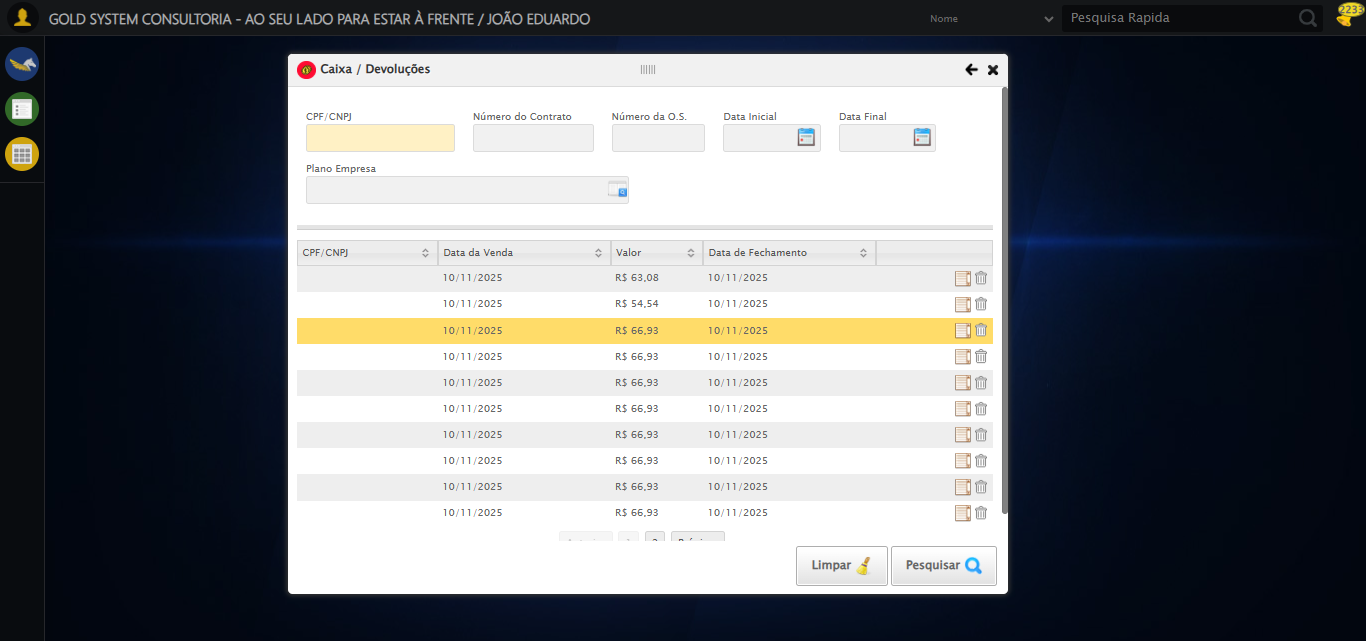 GOLD SYSTEM CONSULTORIA - AO SEU LADO PARA ESTAR À FRENTE / JOÃO EDUARDO
Nome
Pesquisa Rapida
2233
Caixa / Devoluções
CPF/CNPJ
Número do Contrato
Número da O.S.
Data Inicial
Data Final
Plano Empresa
CPF/CNPJ Data da Venda Valor Data de Fechamento
10/11/2025 R$ 63,08 10/11/2025
10/11/2025 R$ 54,54 10/11/2025
10/11/2025 R$ 66,93 10/11/2025
10/11/2025 R$ 66,93 10/11/2025
10/11/2025 R$ 66,93 10/11/2025
10/11/2025 R$ 66,93 10/11/2025
10/11/2025 R$ 66,93 10/11/2025
10/11/2025 R$ 66,93 10/11/2025
10/11/2025 R$ 66,93 10/11/2025
10/11/2025 R$ 66,93 10/11/2025
Limpar
Pesquisar